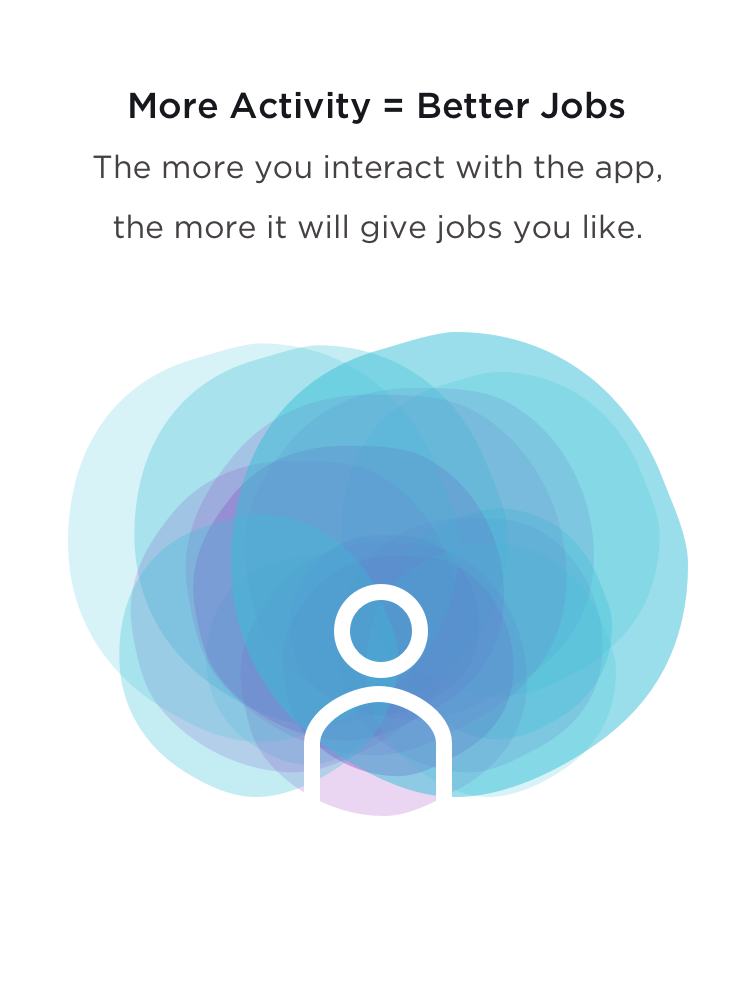 More Activity = Better Jobs
The more you interact with the app,
the more it will give jobs you like.